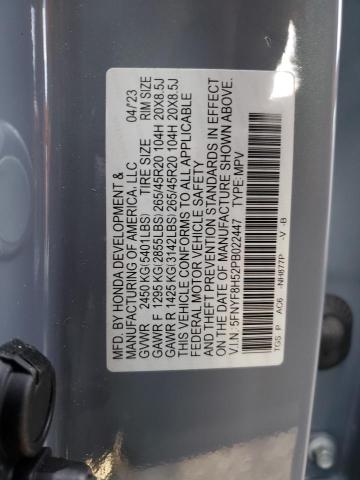 MFD. BY HONDA DEVELOPMENT &
MANUFACTURING OF AMERICA, LLC 04/'23
GVWR 2450 KG(5401LBS) TIRE SIZE RIM SIZE
GAWR F 1295 KG(2855LBS) 265/45R20 104H 20X8.5J
GAWR R 1425 KG(3142LBS) 265/45R20 104H 20X8.5J
THIS VEHICLE CONFORMS TO ALL APPLICABLE
FEDERAL MOTOR VEHICLE SAFETY
AND THEFT PREVENTION STANDARDS IN EFFECT
ON THE DATE OF MANUFACTURE SHOWN ABOVE.
V.I.N.: 5FNYF8H52PB022447 TYPE:MPV
TGS P AC6 -NH877P -V -B